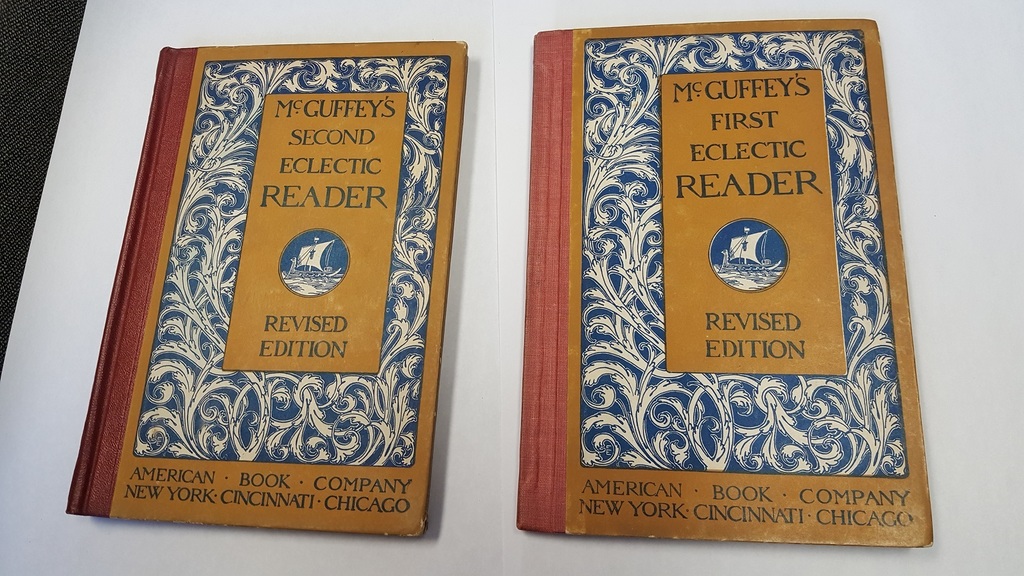 McGUFFEY'S
SECOND
ECLECTIC
READER
REVISED
EDITION
AMERICAN · BOOK · COMPANY
NEW YORK · CINCINNATI · CHICAGO
McGUFFEY'S
FIRST
ECLECTIC
READER
REVISED
EDITION
AMERICAN · BOOK · COMPANY
NEW YORK · CINCINNATI · CHICAGO